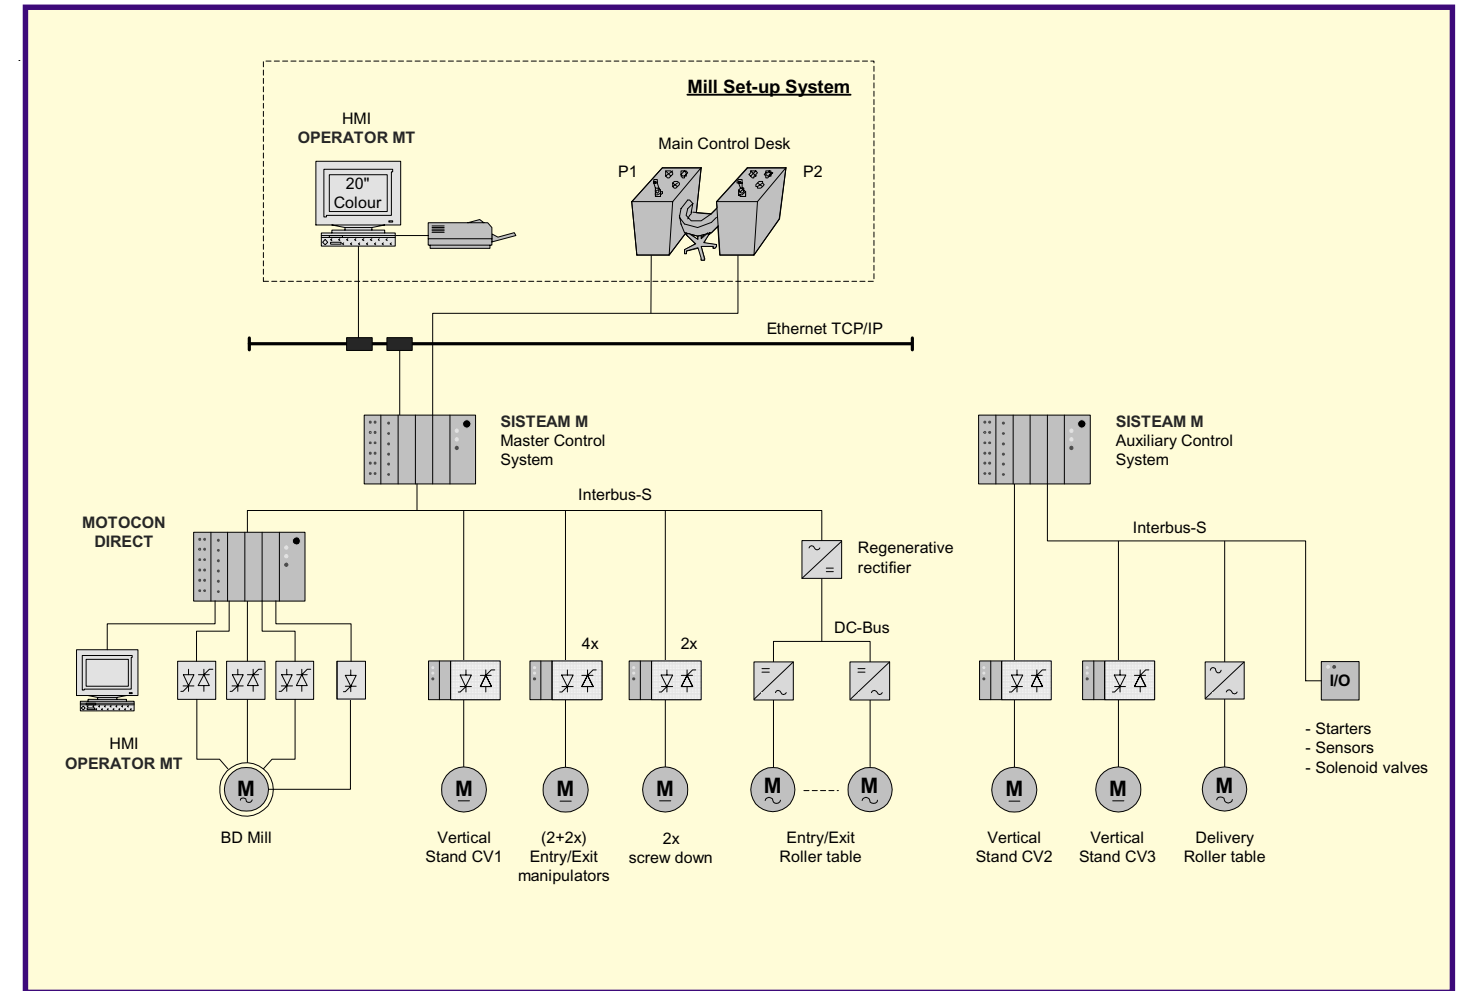 Mill Set-up System
HMI
OPERATOR MT
20"
Colour
Main Control Desk
P1
P2
Ethernet TCP/IP
SISTEAM M
Master Control
System
SISTEAM M
Auxiliary Control
System
Interbus-S
Interbus-S
MOTOCON
DIRECT
Regenerative
rectifier
DC-Bus
4x
2x
I/O
HMI
OPERATOR MT
- Starters
- Sensors
- Solenoid valves
M
M
M
M
M
M
M
M
M
BD Mill
Vertical
Stand CV1
(2+2x)
Entry/Exit
manipulators
2x
screw down
Entry/Exit
Roller table
Vertical
Stand CV2
Vertical
Stand CV3
Delivery
Roller table